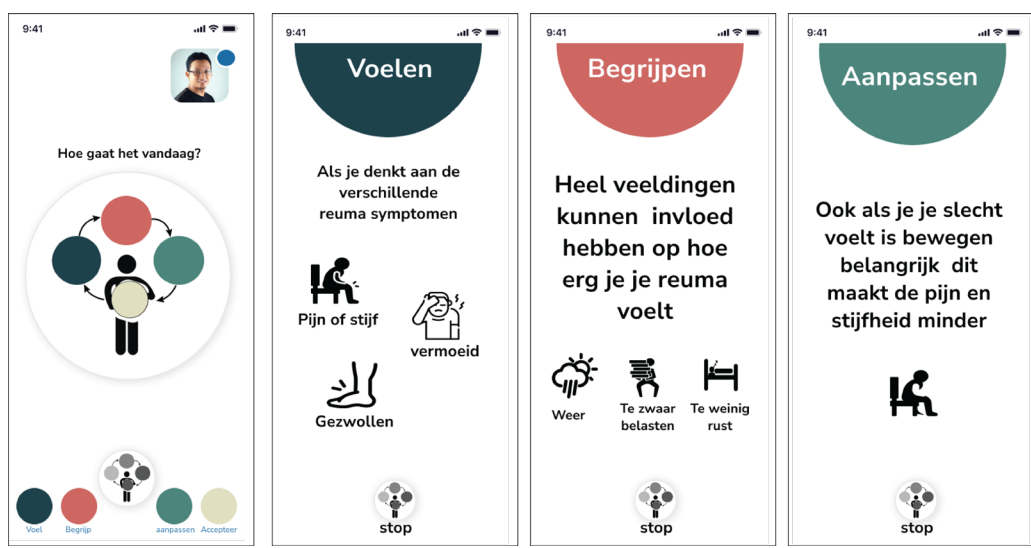 9:41
Hoe gaat het vandaag?
Voel
Begrijp
aanpassen
Accepteer
9:41
Voelen
Als je denkt aan de
verschillende
reuma symptomen
Pijn of stijf
vermoeid
Gezwollen
stop
9:41
Begrijpen
Heel veeldingen
kunnen invloed
hebben op hoe
erg je je reuma
voelt
Weer
Te zwaar
belasten
Te weinig
rust
stop
9:41
Aanpassen
Ook als je je slecht
voelt is bewegen
belangrijk dit
maakt de pijn en
stijfheid minder
stop